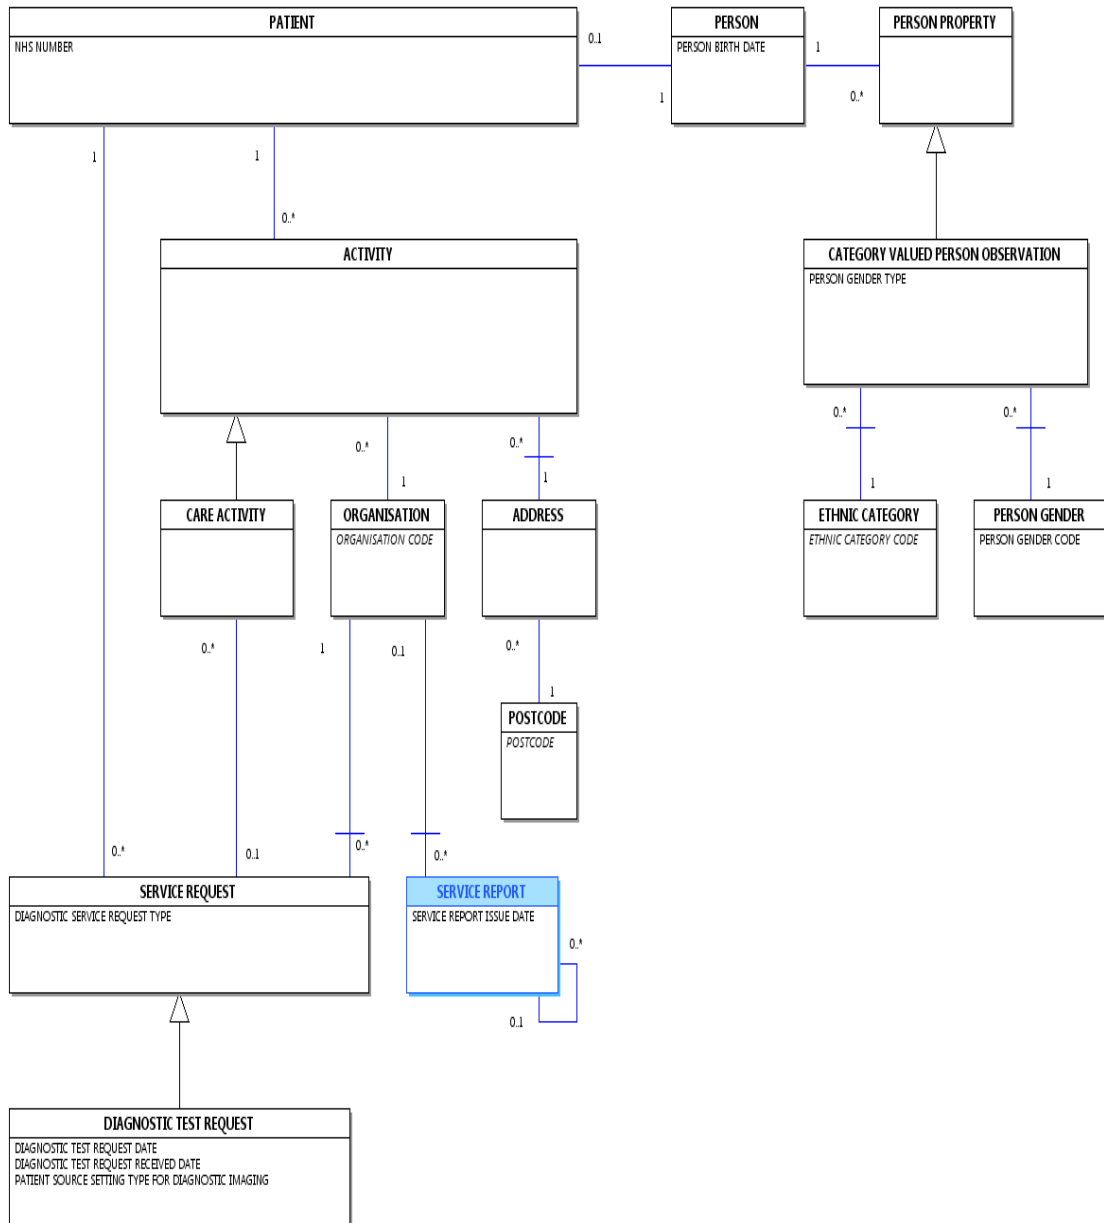 PATIENT
NHS NUMBER
PERSON
PERSON BIRTH DATE
PERSON PROPERTY
0..1
1
1
0..*
1
1
0..*
ACTIVITY
CATEGORY VALUED PERSON OBSERVATION
PERSON GENDER TYPE
0..*
1
0..*
1
0..*
1
0..*
1
CARE ACTIVITY
ORGANISATION
ORGANISATION CODE
ADDRESS
ETHNIC CATEGORY
ETHNIC CATEGORY CODE
PERSON GENDER
PERSON GENDER CODE
0..*
1
0..1
0..*
1
POSTCODE
POSTCODE
0..*
0..1
0..*
0..*
SERVICE REQUEST
DIAGNOSTIC SERVICE REQUEST TYPE
SERVICE REPORT
SERVICE REPORT ISSUE DATE
0..*
0..1
DIAGNOSTIC TEST REQUEST
DIAGNOSTIC TEST REQUEST DATE
DIAGNOSTIC TEST REQUEST RECEIVED DATE
PATIENT SOURCE SETTING TYPE FOR DIAGNOSTIC IMAGING